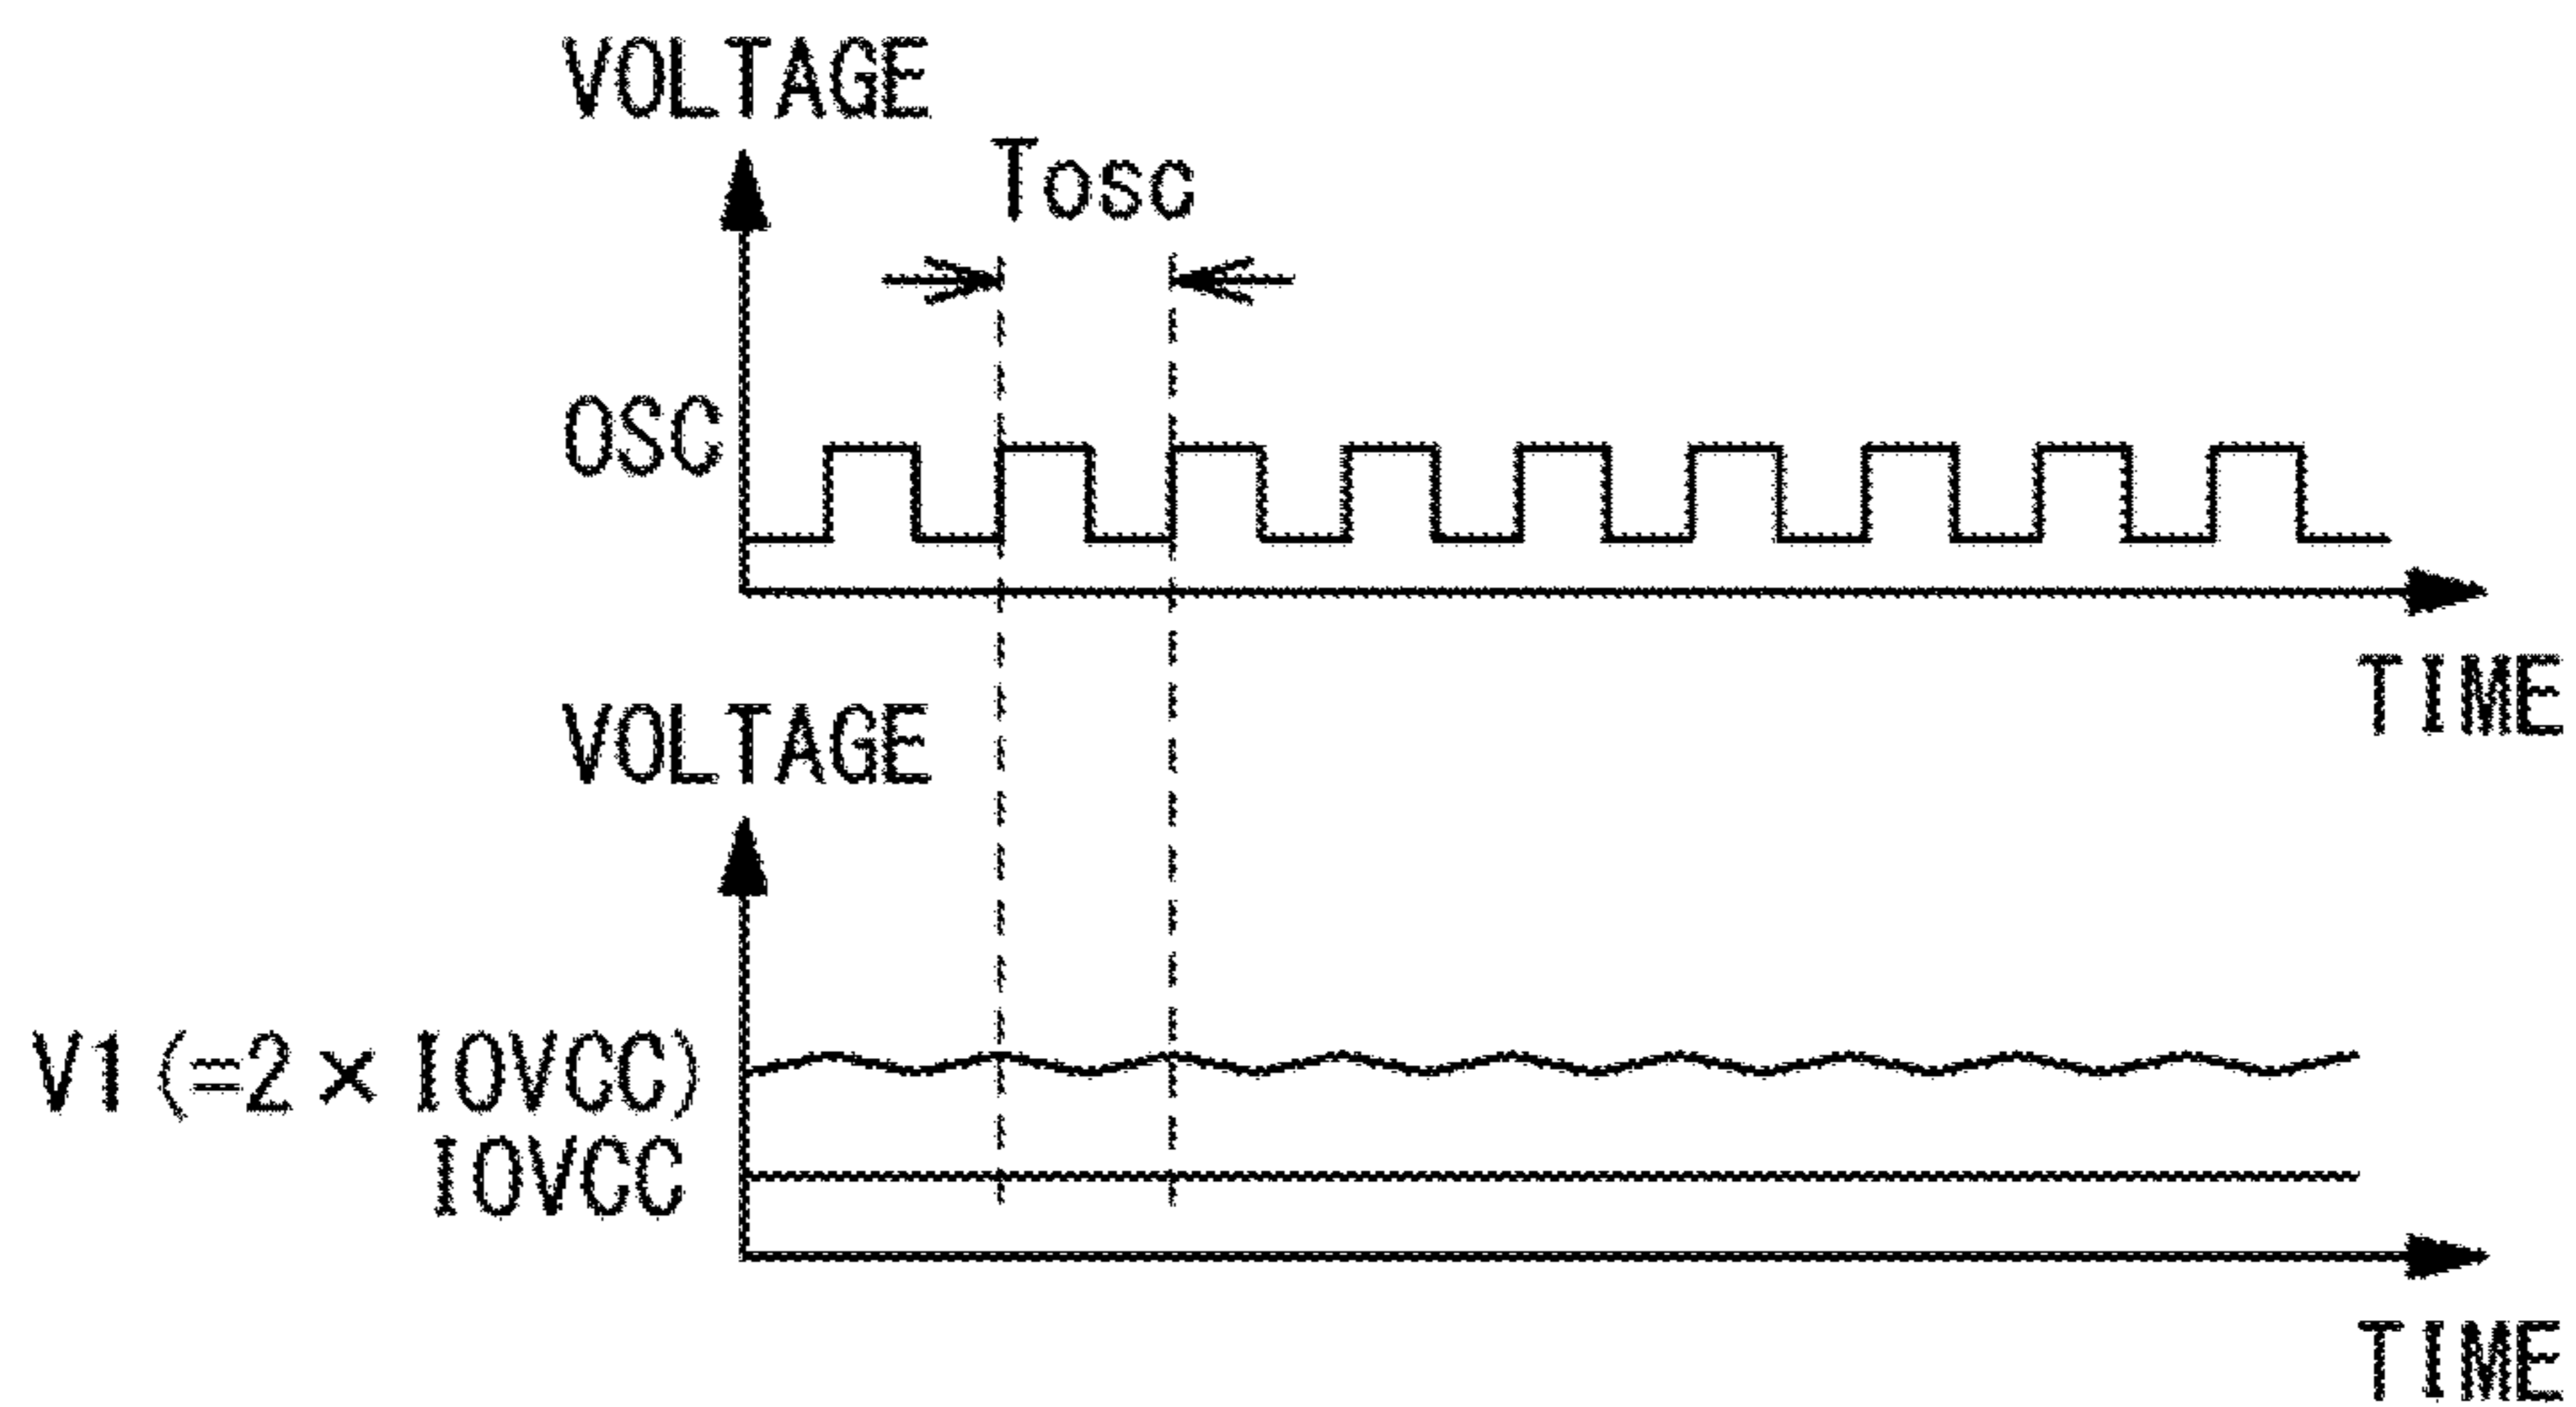 VOLTAGE
Tosc
OSC
TIME
VOLTAGE
V1 (=2 × IOVCC)
IOVCC
TIME